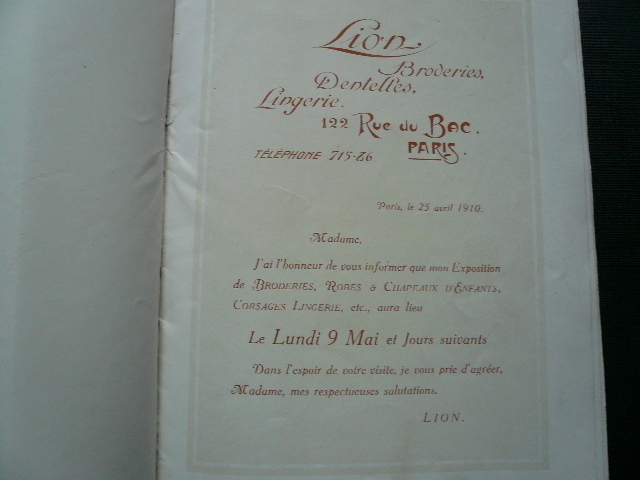 Lion
Broderies,
Dentelles,
Lingerie.
122 Rue du Bac.
PARIS.
TÉLÉPHONE 715-86
Paris, le 25 avril 1910.
Madame,
J'ai l'honneur de vous informer que mon Exposition
de BRODERIES, ROBES & CHAPEAUX D'ENFANTS,
CORSAGES LINGERIE, etc., aura lieu
Le Lundi 9 Mai et Jours suivants
Dans l'espoir de votre visite, je vous prie d'agréer,
Madame, mes respectueuses salutations.
LION.